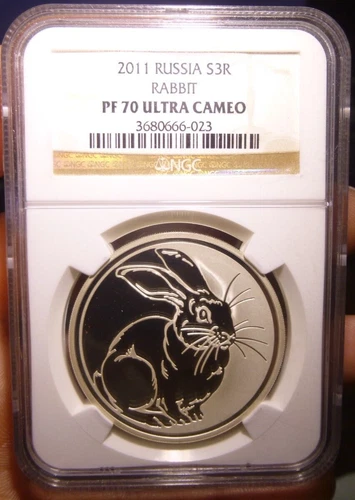 2011 RUSSIA S3R
RABBIT
PF 70 ULTRA CAMEO
3680666-023
NGC